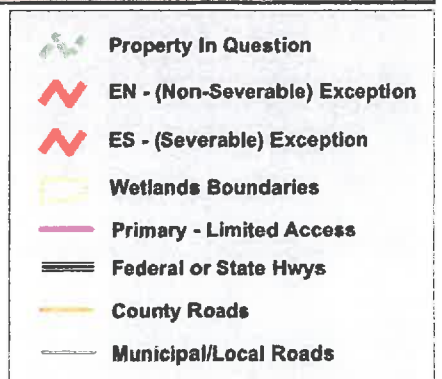 Property In Question
EN - (Non-Severable) Exception
ES - (Severable) Exception
Wetlands Boundaries
Primary - Limited Access
Federal or State Hwys
County Roads
Municipal/Local Roads